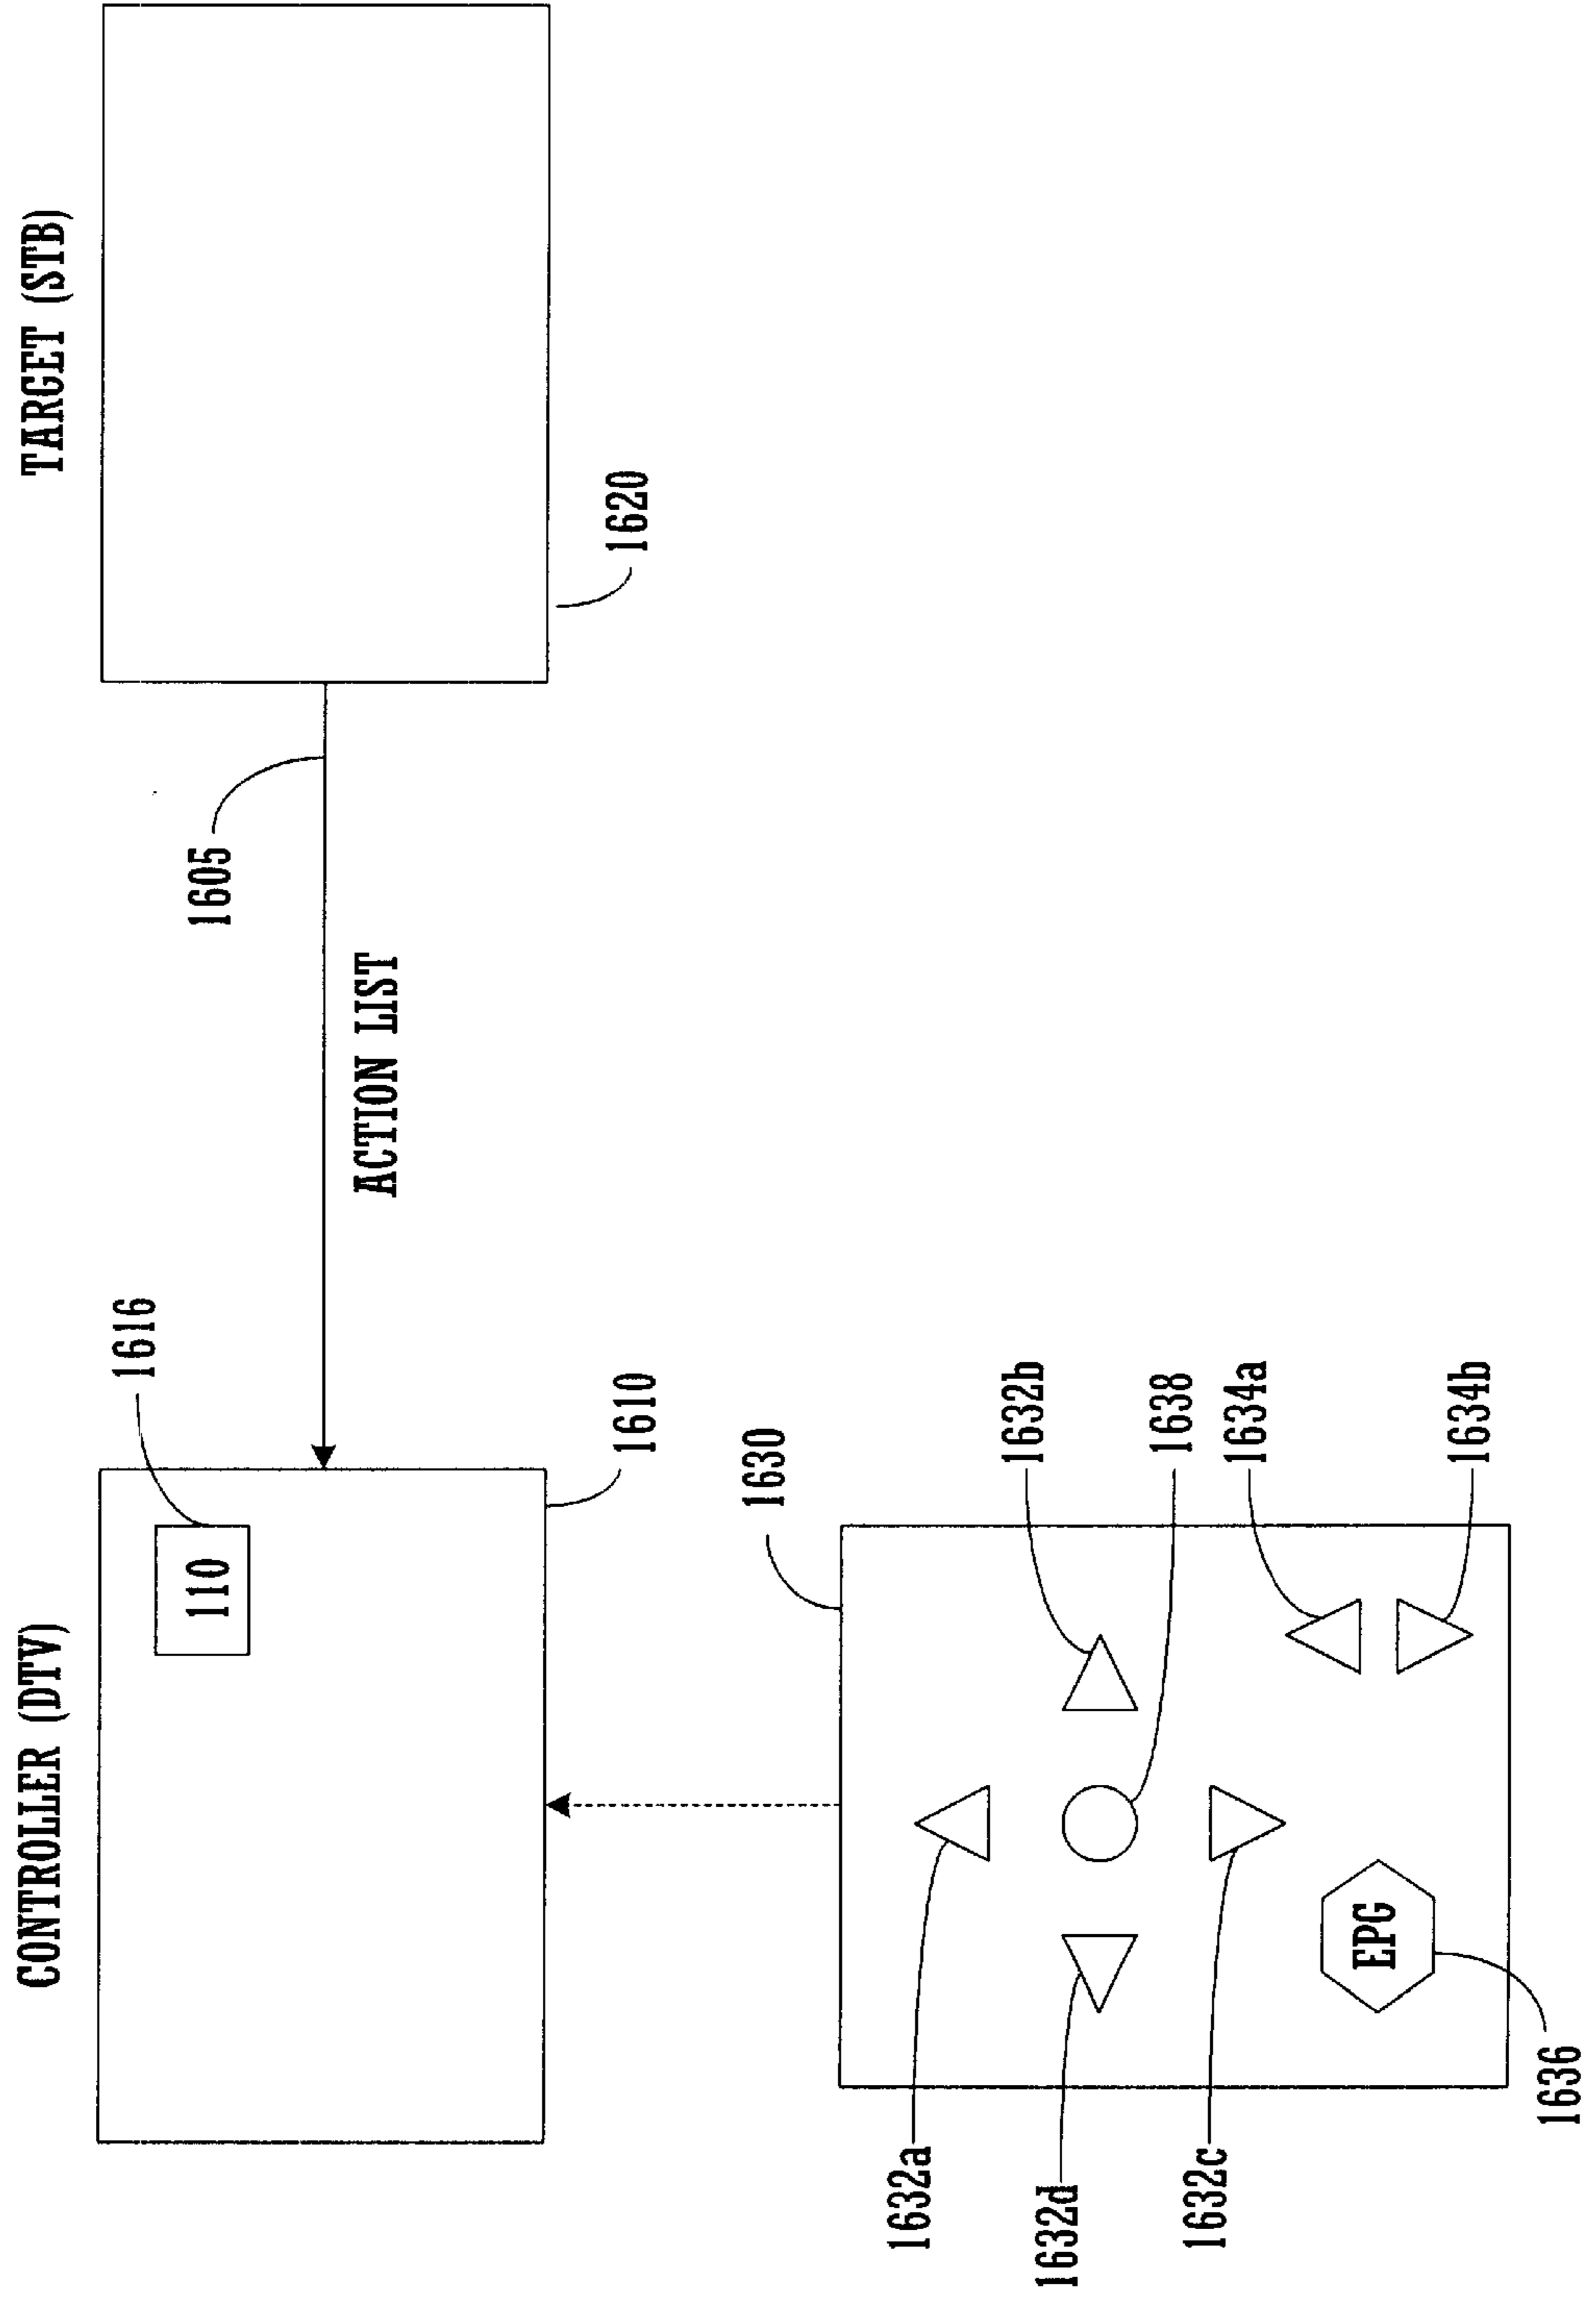 CONTROLLER (DTV)
TARGET (STB)
1616
110
1605
ACTION LIST
1610
1620
1630
1632a
1632b
1632d
1638
1632c
1634a
EPG
1634b
1636